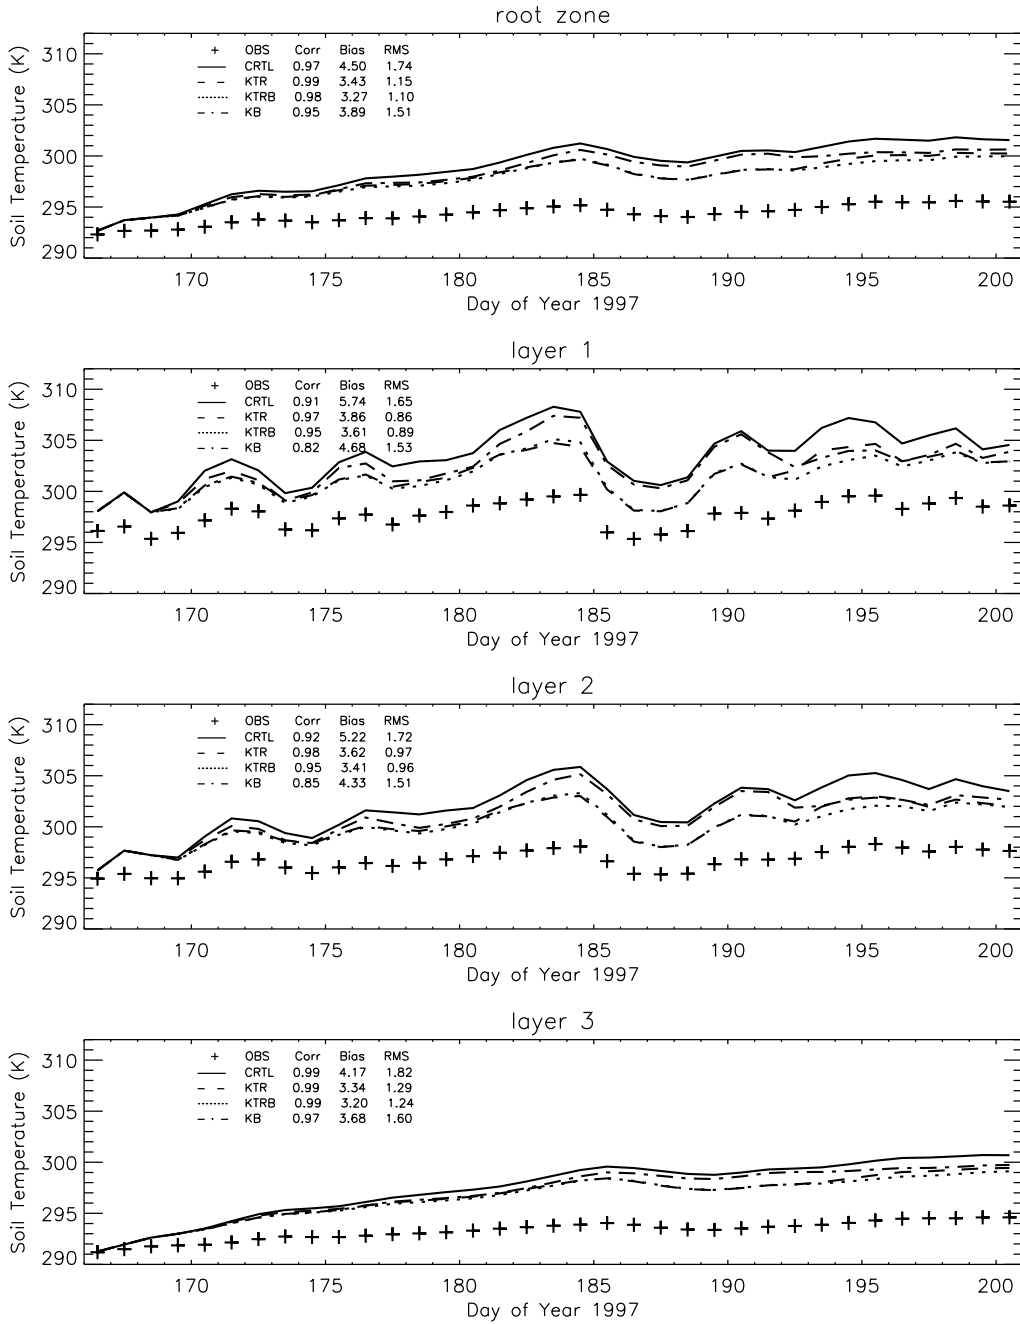 root zone
Soil Temperature (K)
310
305
300
295
290
+ OBS Corr Bias RMS
CRTL 0.97 4.50 1.74
KTR 0.99 3.43 1.15
KTRB 0.98 3.27 1.10
KB 0.95 3.89 1.51
170 175 180 185 190 195 200
Day of Year 1997
layer 1
Soil Temperature (K)
310
305
300
295
290
+ OBS Corr Bias RMS
CRTL 0.91 5.74 1.65
KTR 0.97 3.86 0.86
KTRB 0.95 3.61 0.89
KB 0.82 4.68 1.53
170 175 180 185 190 195 200
Day of Year 1997
layer 2
Soil Temperature (K)
310
305
300
295
290
+ OBS Corr Bias RMS
CRTL 0.92 5.22 1.72
KTR 0.98 3.62 0.97
KTRB 0.95 3.41 0.96
KB 0.85 4.33 1.51
170 175 180 185 190 195 200
Day of Year 1997
layer 3
Soil Temperature (K)
310
305
300
295
290
+ OBS Corr Bias RMS
CRTL 0.99 4.17 1.82
KTR 0.99 3.34 1.29
KTRB 0.99 3.20 1.24
KB 0.97 3.68 1.60
170 175 180 185 190 195 200
Day of Year 1997